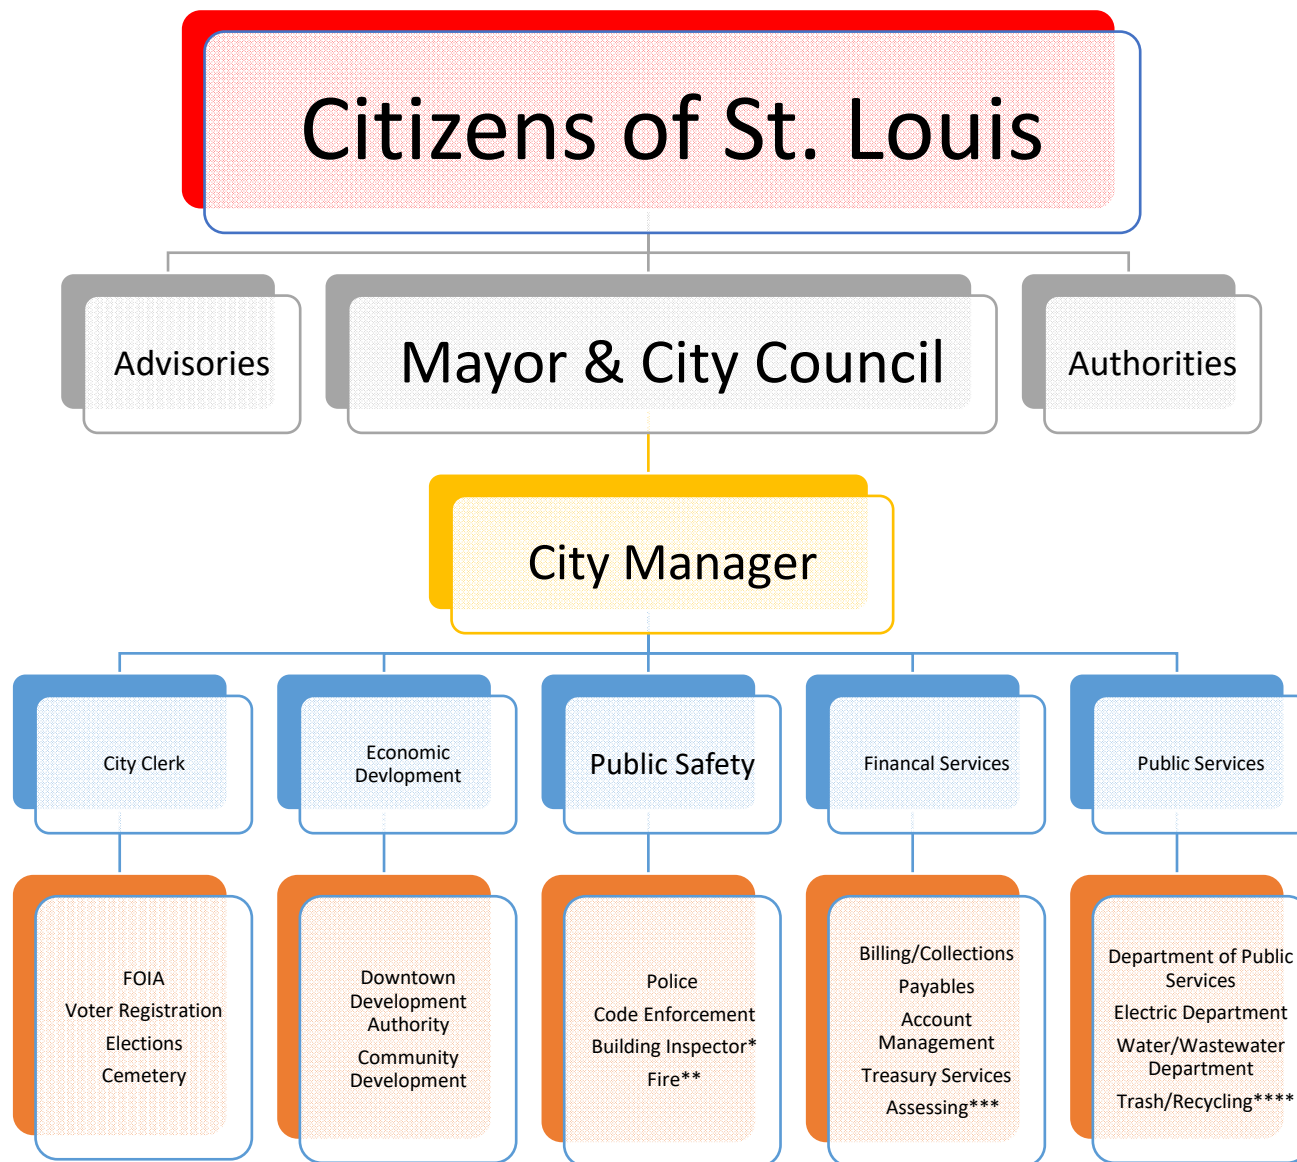 Citizens of St. Louis
Advisories
Mayor & City Council
Authorities
City Manager
City Clerk
Economic
Devlopment
Public Safety
Financal Services
Public Services
FOIA
Voter Registration
Elections
Cemetery
Downtown
Development
Authority
Community
Development
Police
Code Enforcement
Building Inspector*
Fire**
Billing/Collections
Payables
Account
Management
Treasury Services
Assessing***
Department of Public
Services
Electric Department
Water/Wastewater
Department
Trash/Recycling****